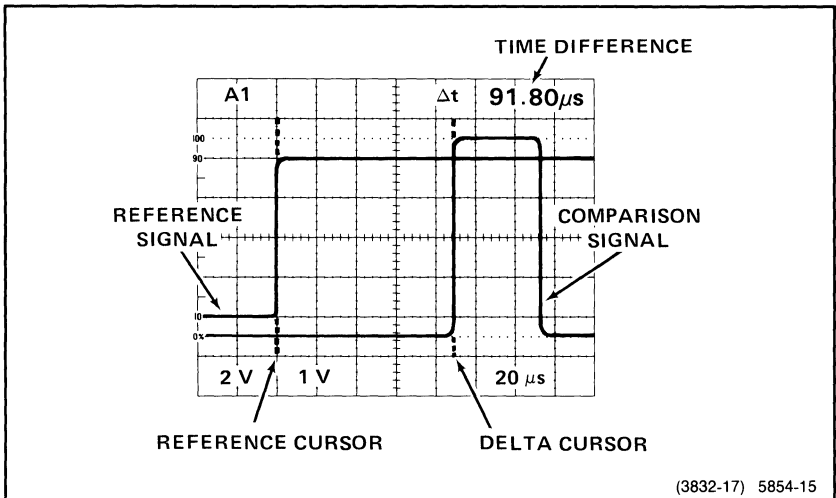 TIME DIFFERENCE
A1 Δt 91.80µs
100
90
REFERENCE
SIGNAL
COMPARISON
SIGNAL
10
0%
2 V 1 V 20 µs
REFERENCE CURSOR DELTA CURSOR
(3832-17) 5854-15